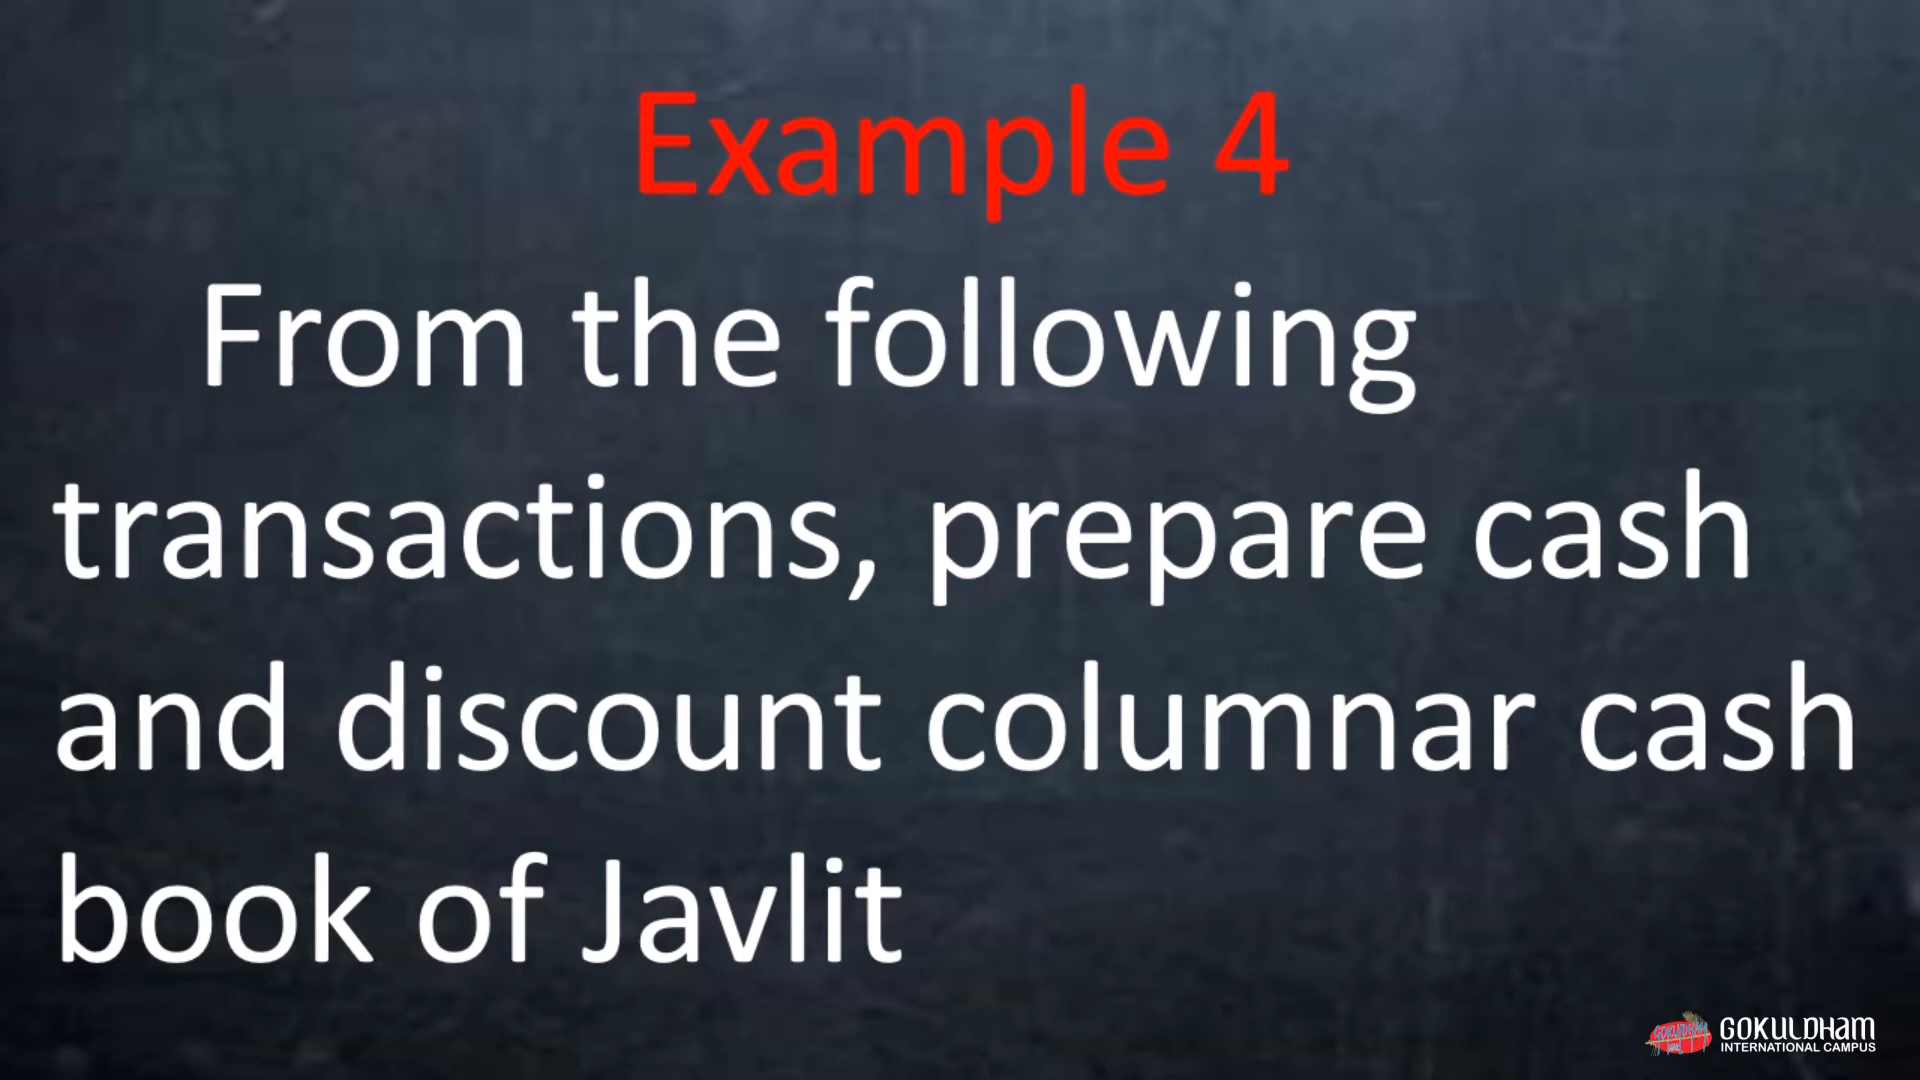 Example 4
From the following
transactions, prepare cash
and discount columnar cash
book of Javlit
GOKULDHAM
INTERNATIONAL CAMPUS